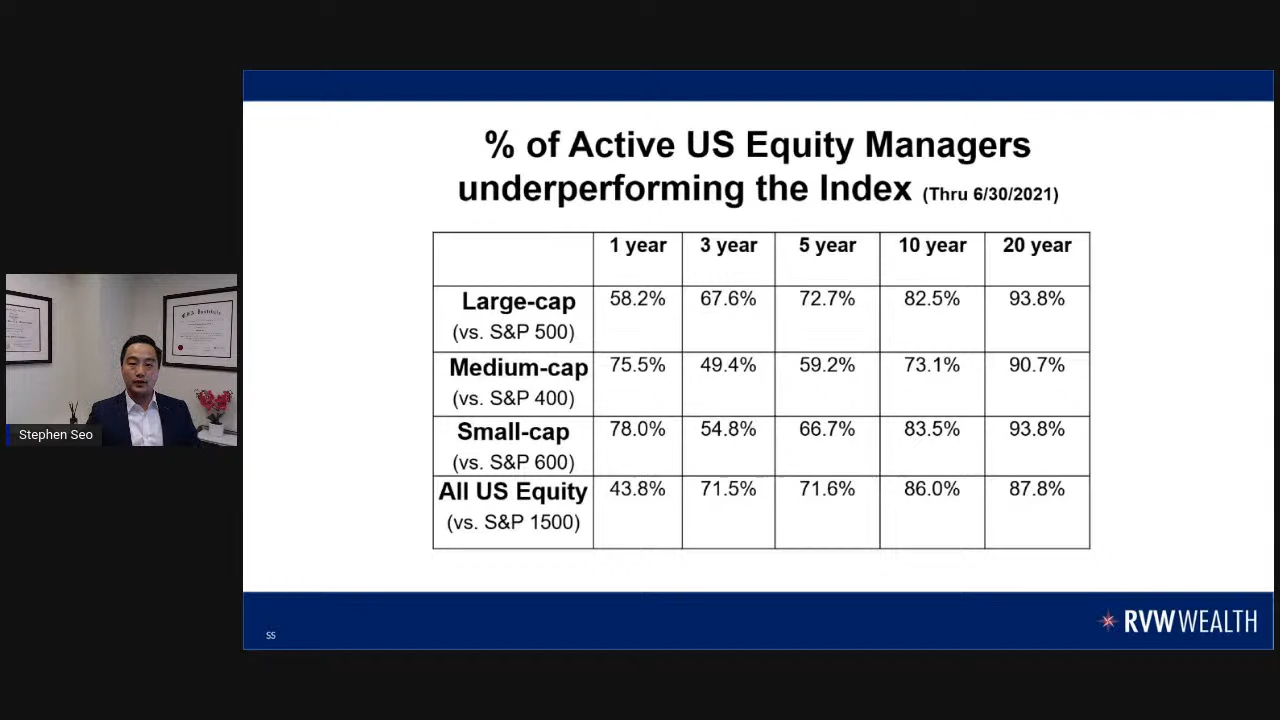 % of Active US Equity Managers
underperforming the Index (Thru 6/30/2021)
1 year 3 year 5 year 10 year 20 year
Large-cap 58.2% 67.6% 72.7% 82.5% 93.8%
(vs. S&P 500)
Medium-cap 75.5% 49.4% 59.2% 73.1% 90.7%
(vs. S&P 400)
Small-cap 78.0% 54.8% 66.7% 83.5% 93.8%
(vs. S&P 600)
All US Equity 43.8% 71.5% 71.6% 86.0% 87.8%
(vs. S&P 1500)
Stephen Seo
SS
RVW WEALTH